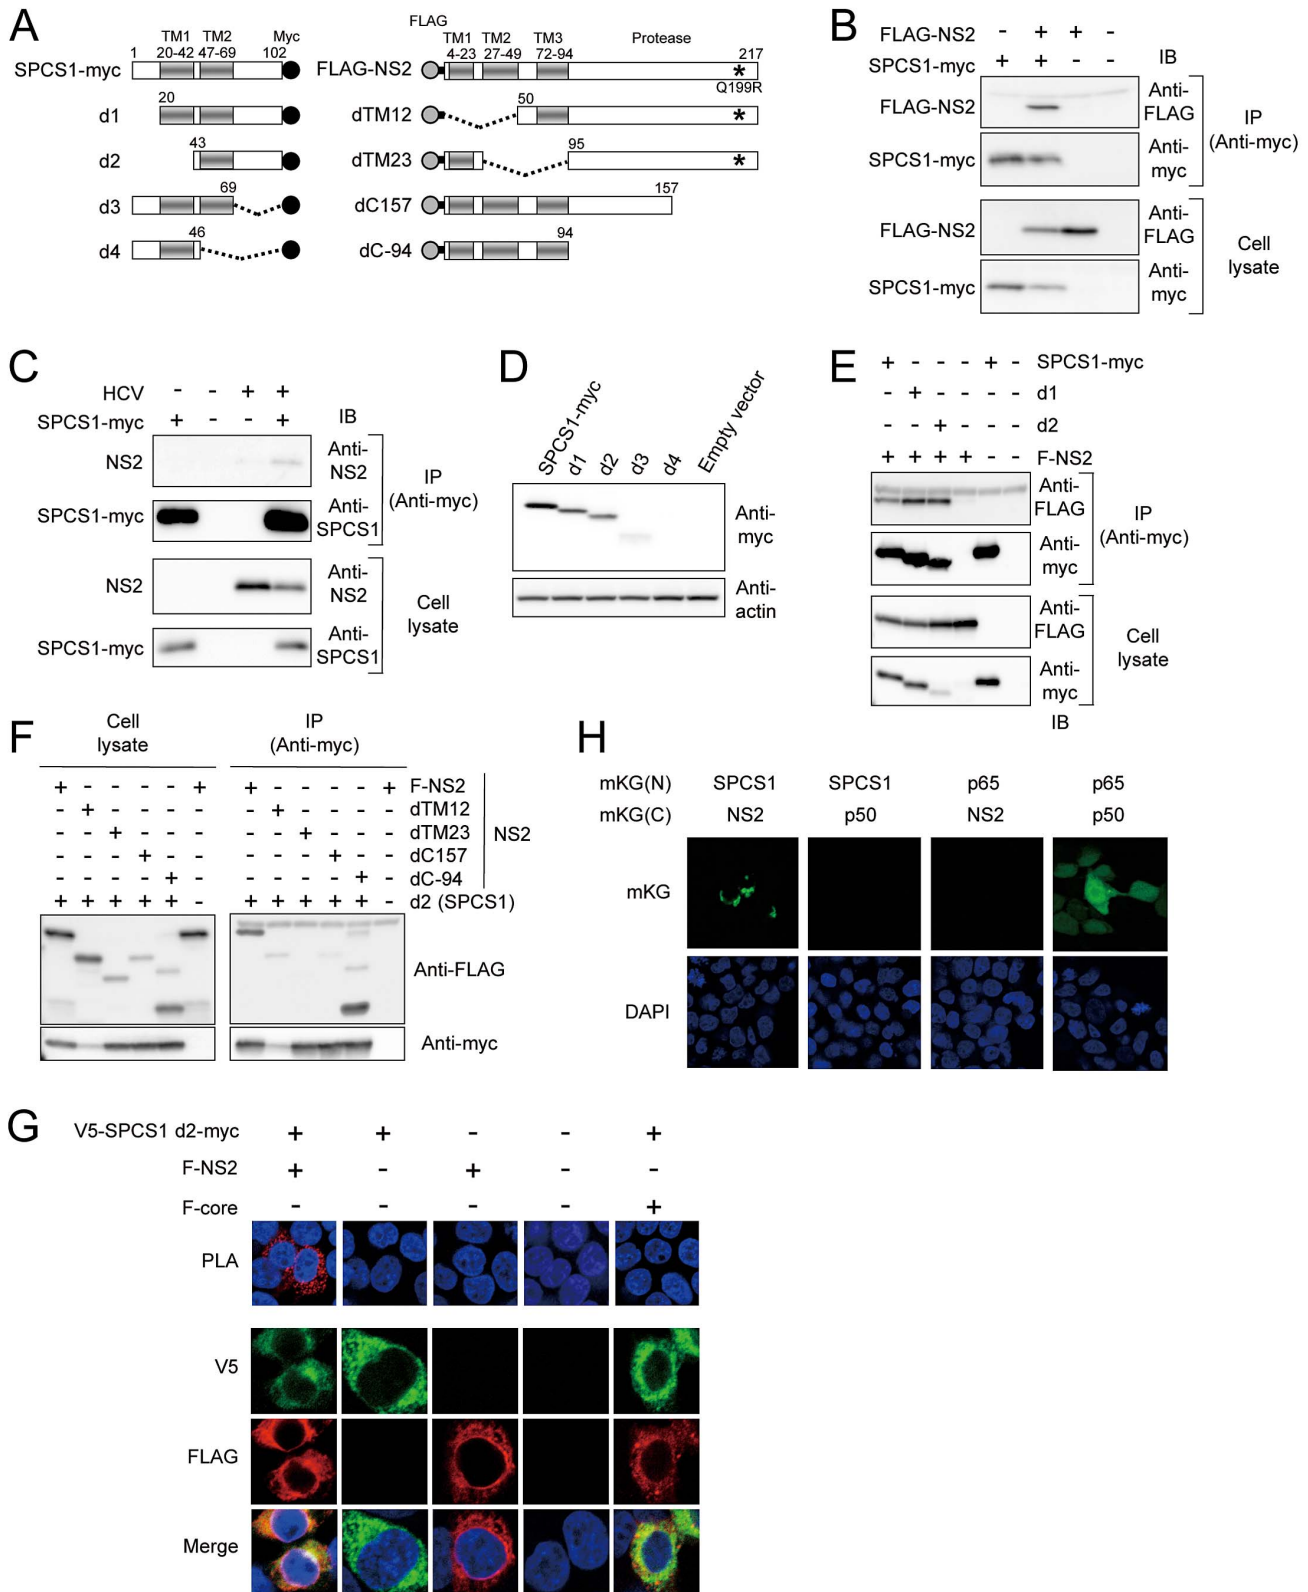 A
FLAG
TM1 TM2 Myc
1 20-42 47-69 102
SPCS1-myc
d1 20
d2 43
d3 69
d4 46
TM1 TM2 TM3 Protease
4-23 27-49 72-94 217
FLAG-NS2 *
Q199R
dTM12 50 *
dTM23 95 *
dC157 157
dC-94 94
B
FLAG-NS2 - + + -
SPCS1-myc + + - - IB
FLAG-NS2 Anti-FLAG
SPCS1-myc Anti-myc
IP
(Anti-myc)
FLAG-NS2 Anti-FLAG
SPCS1-myc Anti-myc
Cell
lysate
C
HCV - - + +
SPCS1-myc + - - + IB
NS2 Anti-NS2
SPCS1-myc Anti-SPCS1
IP
(Anti-myc)
NS2 Anti-NS2
SPCS1-myc Anti-SPCS1
Cell
lysate
D
SPCS1-myc d1 d2 d3 d4 Empty vector
Anti-myc
Anti-actin
E
+ - - - + - SPCS1-myc
- + - - - - d1
- - + - - - d2
+ + + + - - F-NS2
Anti-FLAG
Anti-myc
IP
(Anti-myc)
Anti-FLAG
Anti-myc
Cell
lysate
IB
F
Cell
lysate
IP
(Anti-myc)
+ - - - - + + - - - - + F-NS2
- + - - - - - + - - - - dTM12
- - + - - - - - + - - - dTM23
- - - + - - - - - + - - dC157
- - - - + - - - - - + - dC-94
NS2
+ + + + + - + + + + + - d2 (SPCS1)
Anti-FLAG
Anti-myc
H
mKG(N) SPCS1 SPCS1 p65 p65
mKG(C) NS2 p50 NS2 p50
mKG
DAPI
G
V5-SPCS1 d2-myc + + - - +
F-NS2 + - + - -
F-core - - - - +
PLA
V5
FLAG
Merge